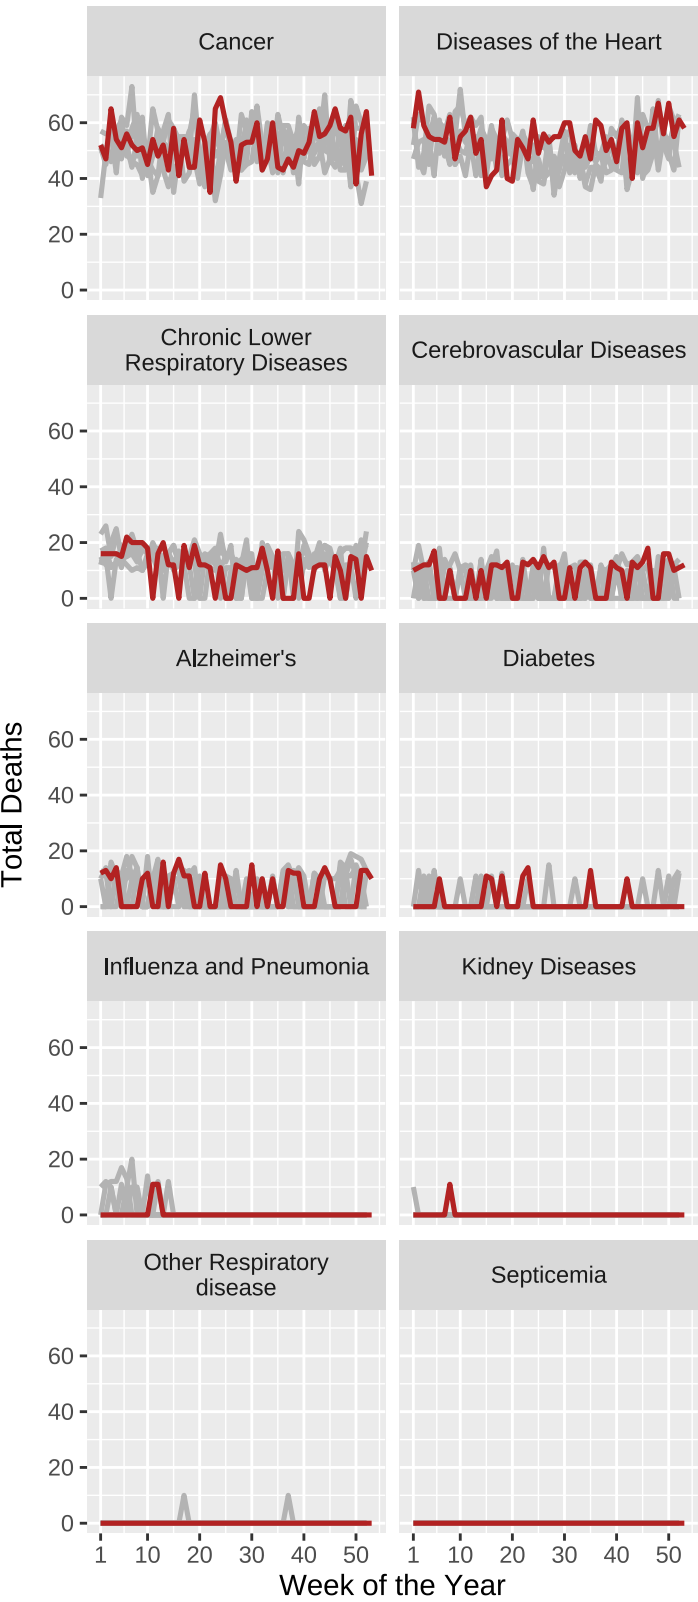 Cancer
Diseases of the Heart
60
40
20
0
Chronic Lower
Respiratory Diseases
Cerebrovascular Diseases
60
40
20
0
Alzheimer's
Diabetes
60
40
20
0
Influenza and Pneumonia
Kidney Diseases
60
40
20
0
Other Respiratory
disease
Septicemia
60
40
20
0
1 10 20 30 40 50
1 10 20 30 40 50
Week of the Year
Total Deaths